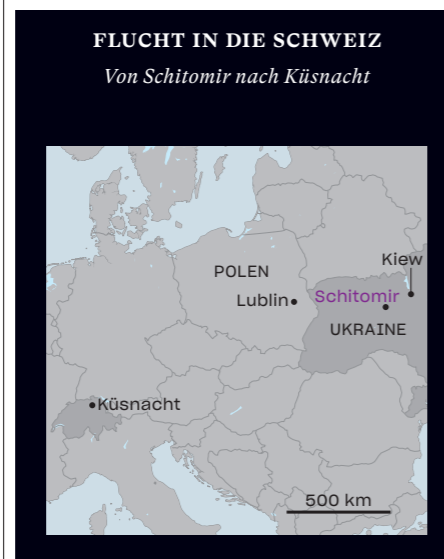 FLUCHT IN DIE SCHWEIZ
Von Schitomir nach Küsnacht
Kiew
POLEN
Lublin
Schitomir
UKRAINE
Küsnacht
500 km